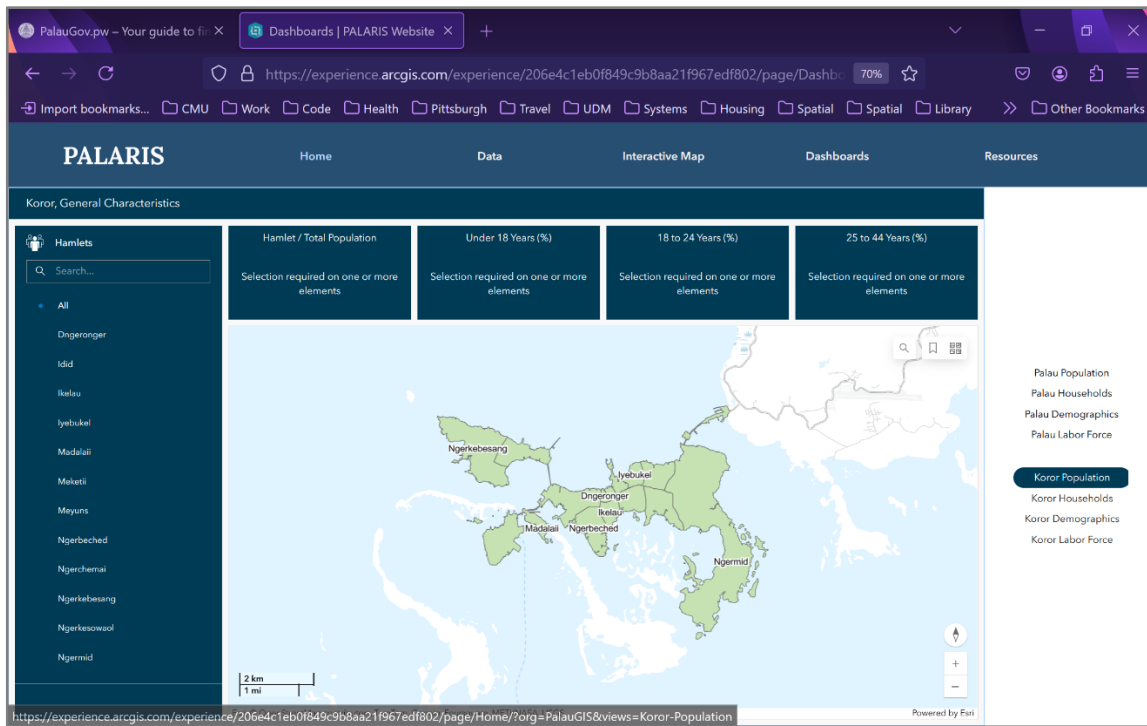 PalauGov.pw – Your guide to fin
Dashboards | PALARIS Website
https://experience.arcgis.com/experience/206e4c1eb0f849c9b8aa21f967edf802/page/Dashbo 70%
Import bookmarks... CMU Work Code Health Pittsburgh Travel UDM Systems Housing Spatial Spatial Library Other Bookmarks
PALARIS Home Data Interactive Map Dashboards Resources
Koror, General Characteristics
Hamlets
Search...
All
Dngeronger
Idid
Ikelau
Iyebukel
Madalaii
Meketii
Meyuns
Ngerbeched
Ngerchemai
Ngerkebesang
Ngerkesowaol
Ngermid
Hamlet / Total Population
Selection required on one or more
elements
Under 18 Years (%)
Selection required on one or more
elements
18 to 24 Years (%)
Selection required on one or more
elements
25 to 44 Years (%)
Selection required on one or more
elements
Ngerkebesang
Iyebukel
Dngeronger
Ikelau
Madalaii
Ngerbeched
Ngermid
2 km
1 mi
Powered by Esri
Palau Population
Palau Households
Palau Demographics
Palau Labor Force
Koror Population
Koror Households
Koror Demographics
Koror Labor Force
https://experience.arcgis.com/experience/206e4c1eb0f849c9b8aa21f967edf802/page/Home/?org=PalauGIS&views=Koror-Population